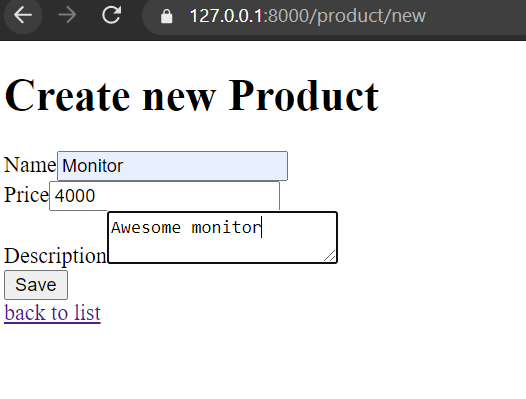 127.0.0.1:8000/product/new
Create new Product
Name Monitor
Price 4000
Description Awesome monitor
Save
back to list